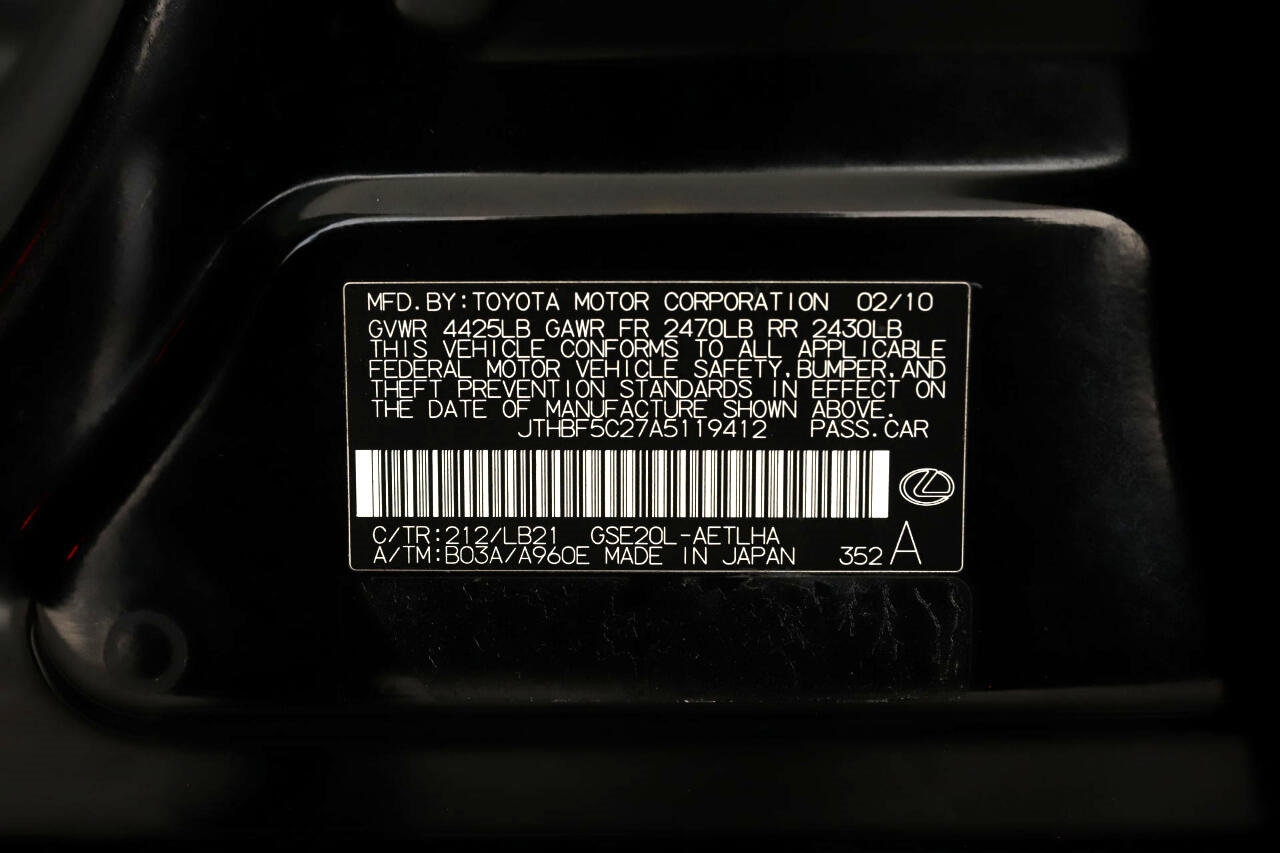 MFD. BY: TOYOTA MOTOR CORPORATION 02/10
GVWR 4425LB GAWR FR 2470LB RR 2430LB
THIS VEHICLE CONFORMS TO ALL APPLICABLE
FEDERAL MOTOR VEHICLE SAFETY, BUMPER, AND
THEFT PREVENTION STANDARDS IN EFFECT ON
THE DATE OF MANUFACTURE SHOWN ABOVE.
JTHBF5C27A5119412 PASS. CAR
C/TR: 212/LB21 GSE20L-AETLHA
A/TM: B03A/A960E MADE IN JAPAN 352 A